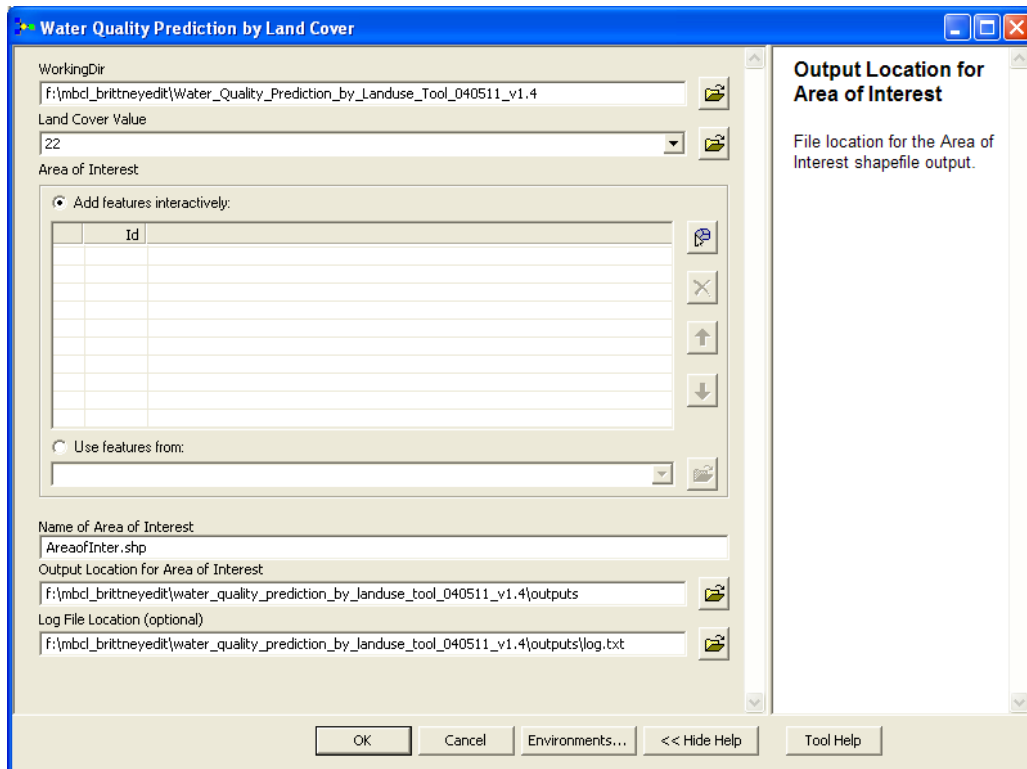 Water Quality Prediction by Land Cover
WorkingDir
f:\mbcl_brittneyedit\Water_Quality_Prediction_by_Landuse_Tool_040511_v1.4
Land Cover Value
22
Area of Interest
Add features interactively:
Id
Use features from:
Name of Area of Interest
AreaofInter.shp
Output Location for Area of Interest
f:\mbcl_brittneyedit\water_quality_prediction_by_landuse_tool_040511_v1.4\outputs
Log File Location (optional)
f:\mbcl_brittneyedit\water_quality_prediction_by_landuse_tool_040511_v1.4\outputs\log.txt
OK
Cancel
Environments...
<< Hide Help
Tool Help
Output Location for
Area of Interest
File location for the Area of
Interest shapefile output.